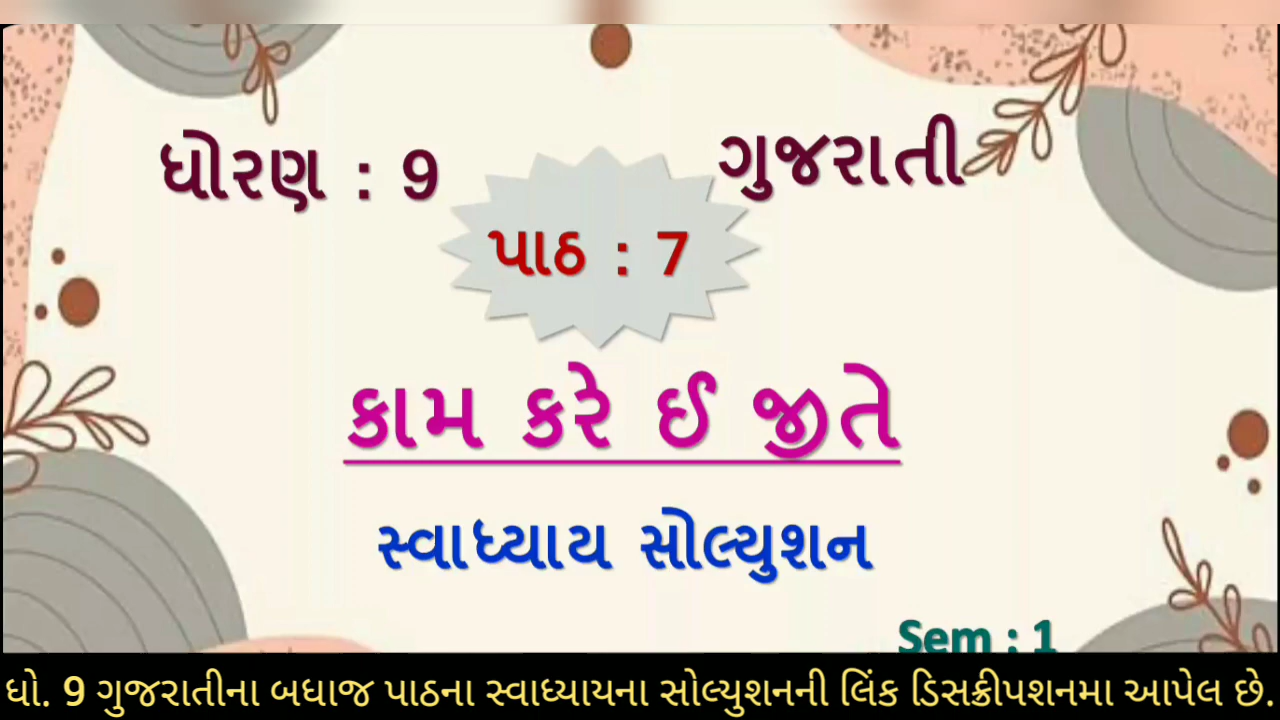 ધોરણ : 9
ગુજરાતી
પાઠ : 7
કામ કરે ઈ જીતે
સ્વાધ્યાય સોલ્યુશન
Sem : 1
ધો. 9 ગુજરાતીના બધાજ પાઠના સ્વાધ્યાયના સોલ્યુશનની લિંક ડિસક્રીપશનમા આપેલ છે.